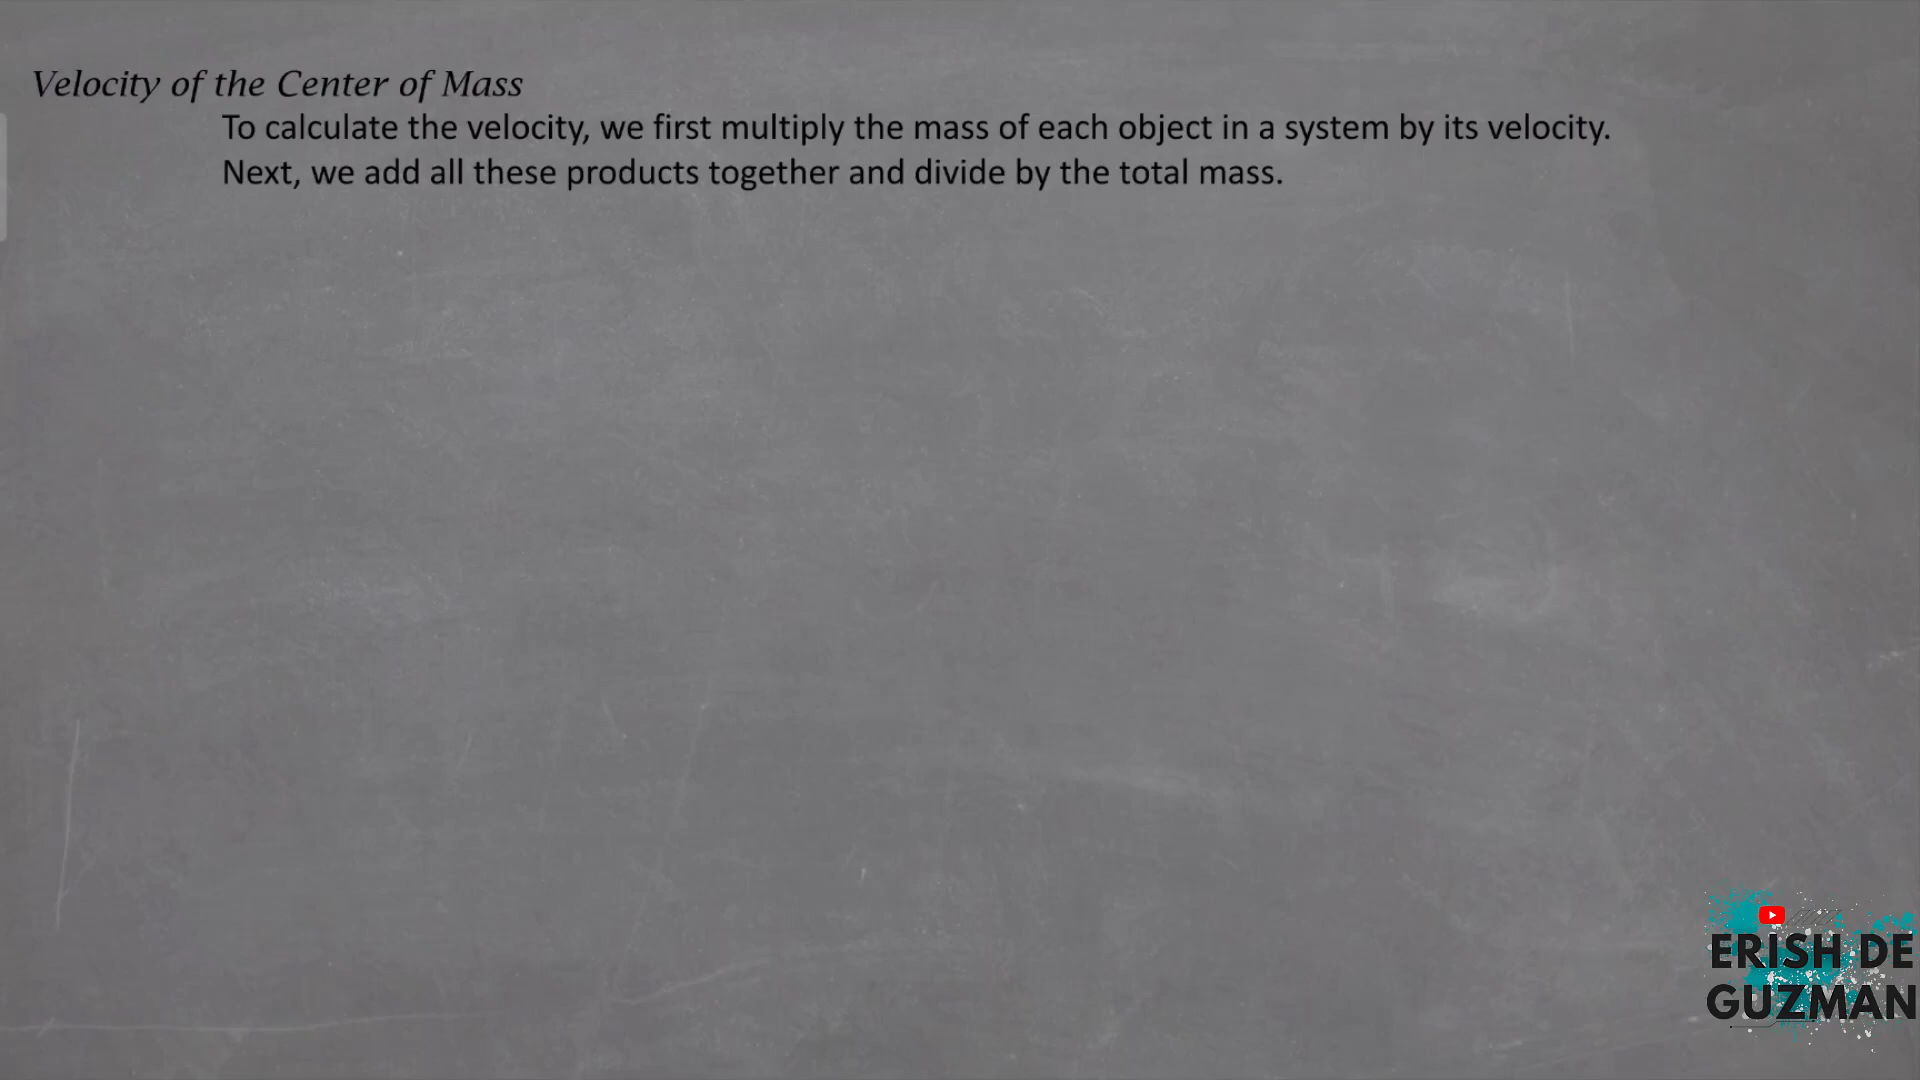 Velocity of the Center of Mass
To calculate the velocity, we first multiply the mass of each object in a system by its velocity.
Next, we add all these products together and divide by the total mass.
ERISH DE
GUZMAN